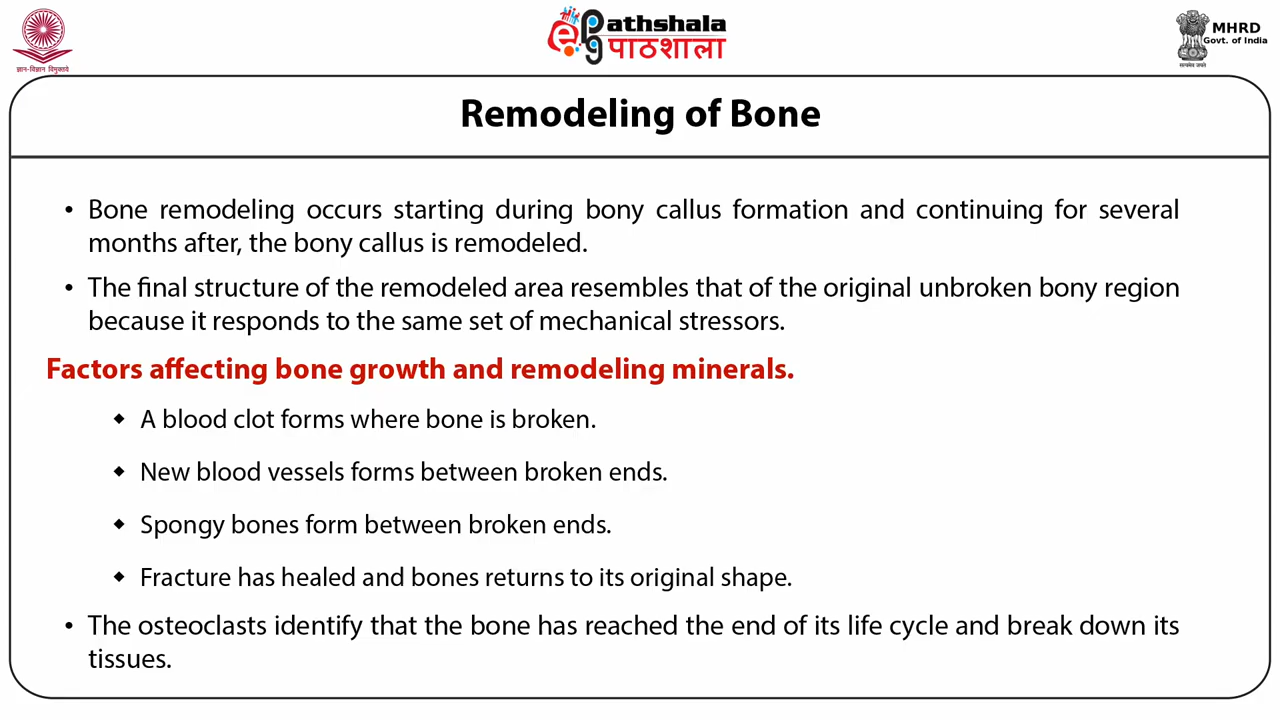 ज्ञान-विज्ञान विमुक्तये
ePathshala
पाठशाला
MHRD
Govt. of India
सत्यमेव जयते
Remodeling of Bone
• Bone remodeling occurs starting during bony callus formation and continuing for several
months after, the bony callus is remodeled.
• The final structure of the remodeled area resembles that of the original unbroken bony region
because it responds to the same set of mechanical stressors.
Factors affecting bone growth and remodeling minerals.
◆ A blood clot forms where bone is broken.
◆ New blood vessels forms between broken ends.
◆ Spongy bones form between broken ends.
◆ Fracture has healed and bones returns to its original shape.
• The osteoclasts identify that the bone has reached the end of its life cycle and break down its
tissues.